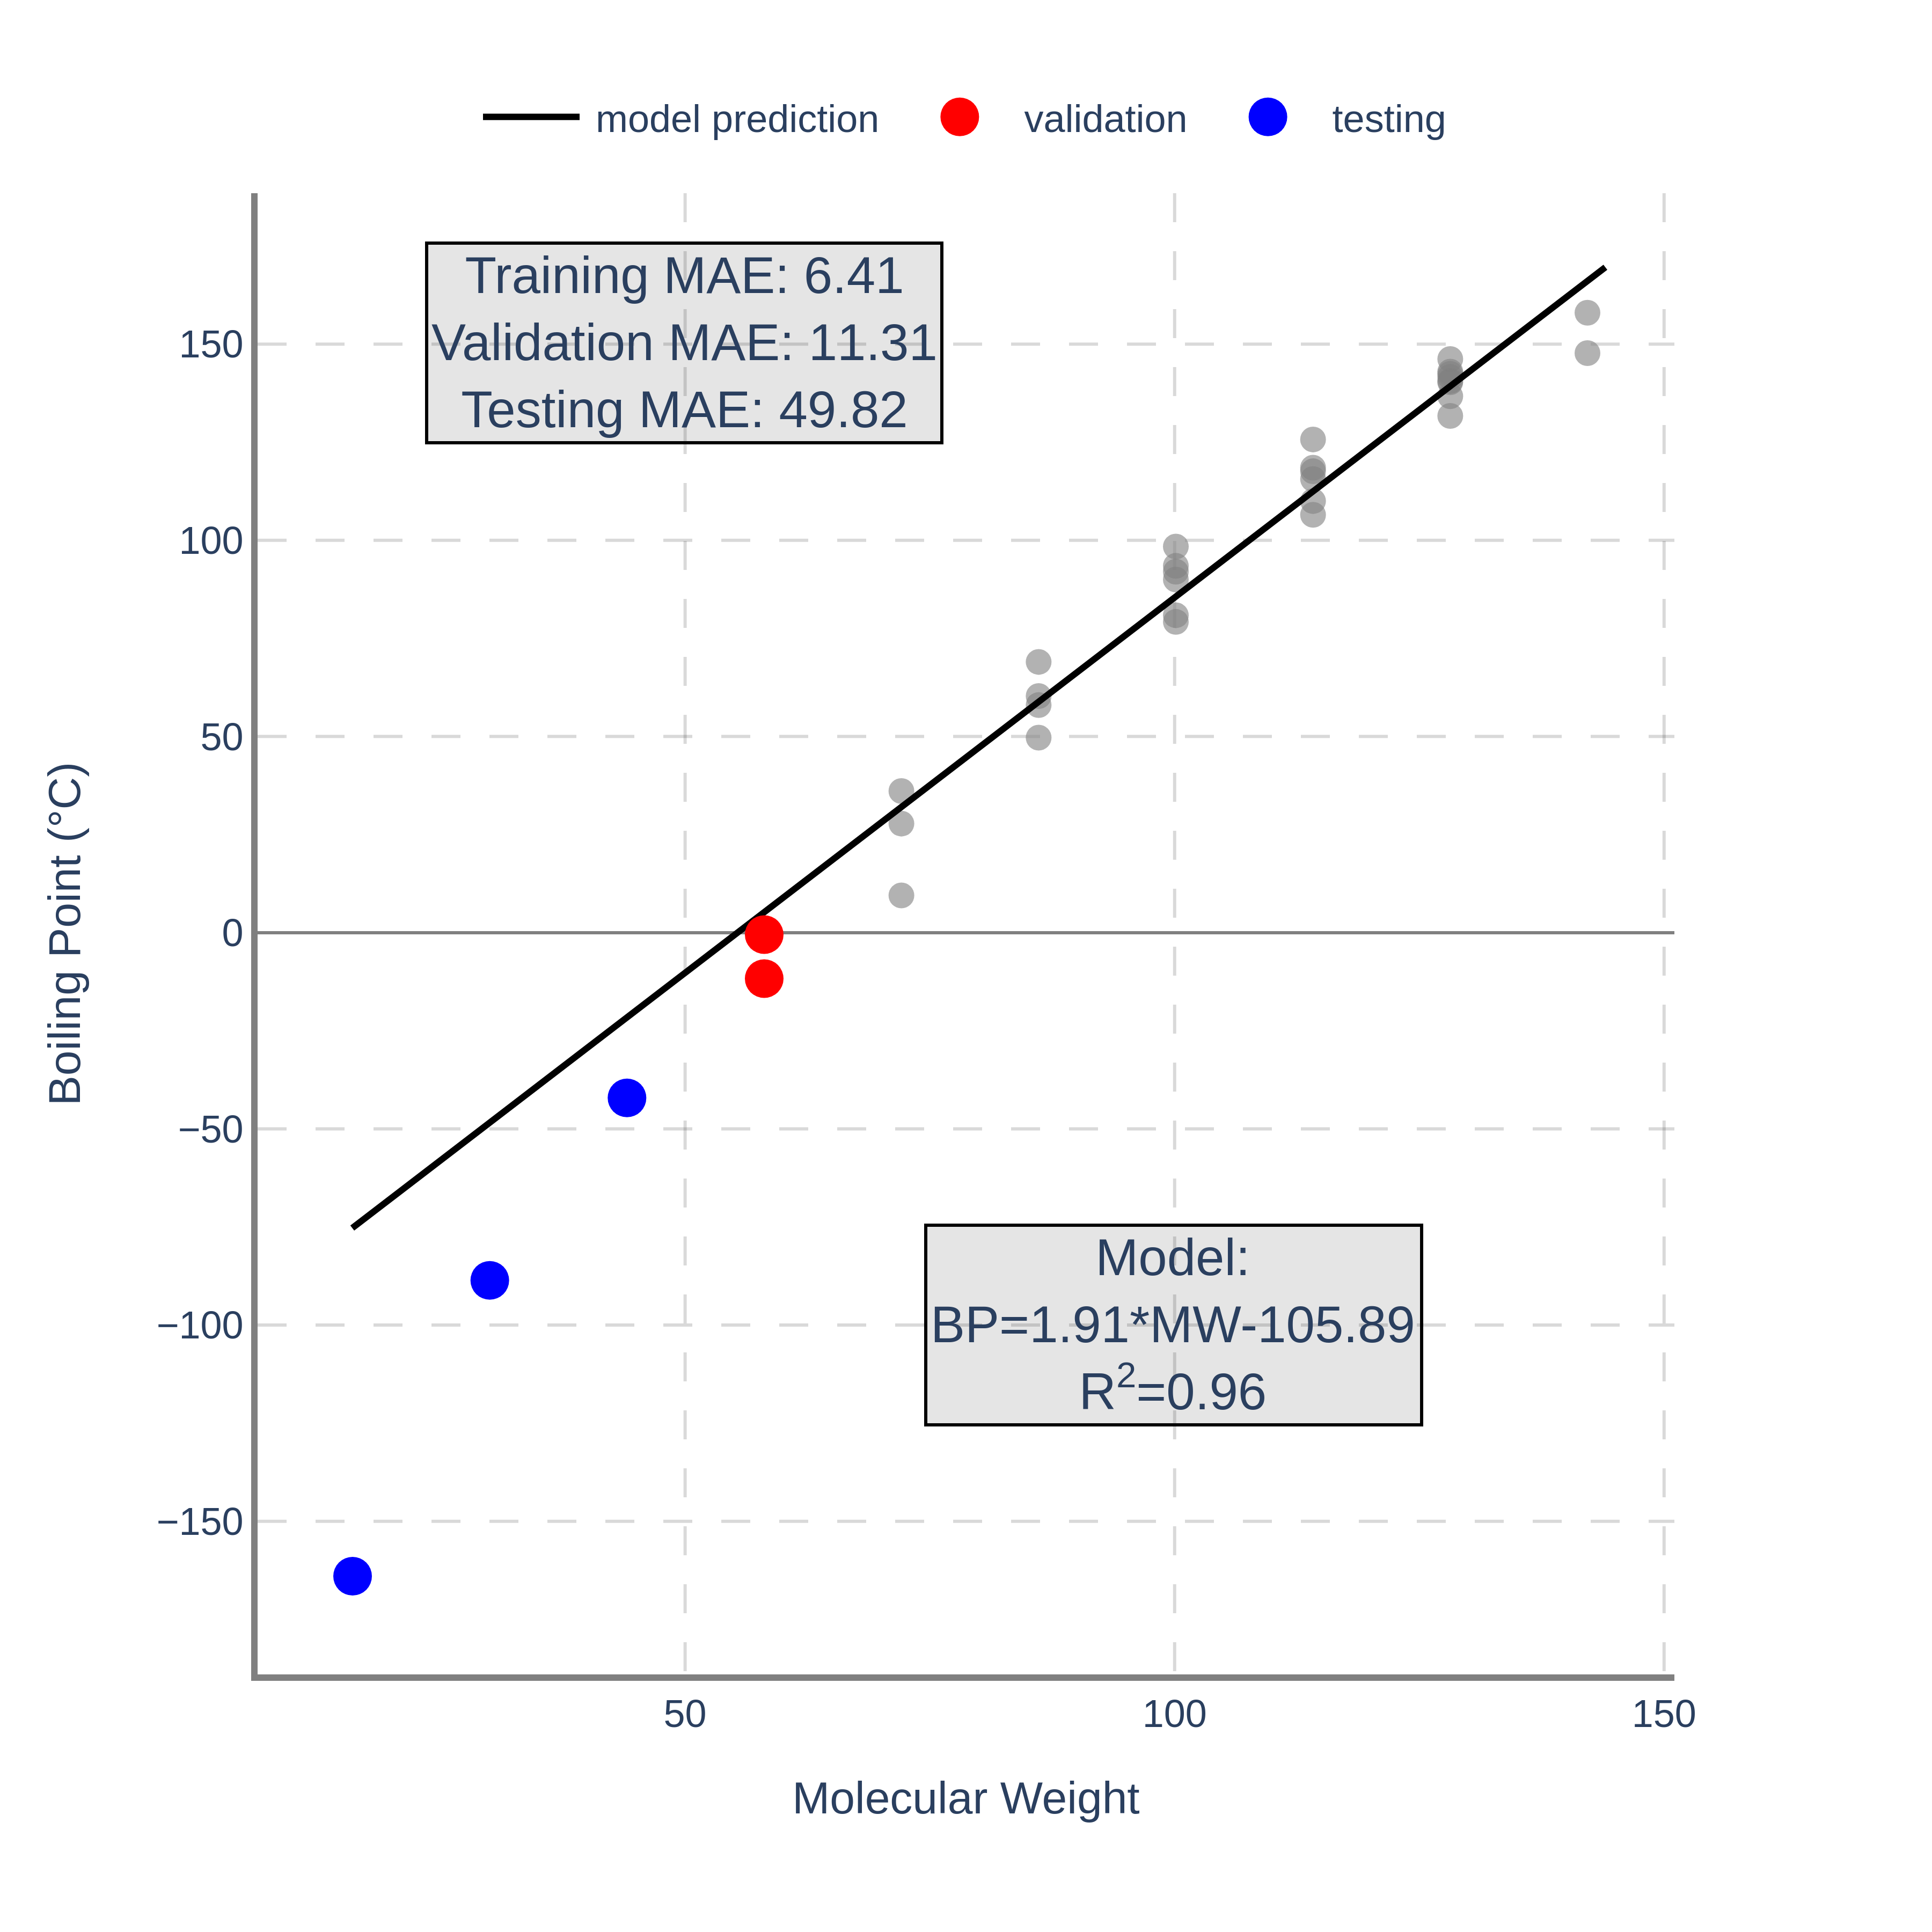 model prediction
validation
testing
Training MAE: 6.41
Validation MAE: 11.31
Testing MAE: 49.82
150
100
50
0
−50
−100
−150
Boiling Point (°C)
Model:
BP=1.91*MW-105.89
R²=0.96
50
100
150
Molecular Weight